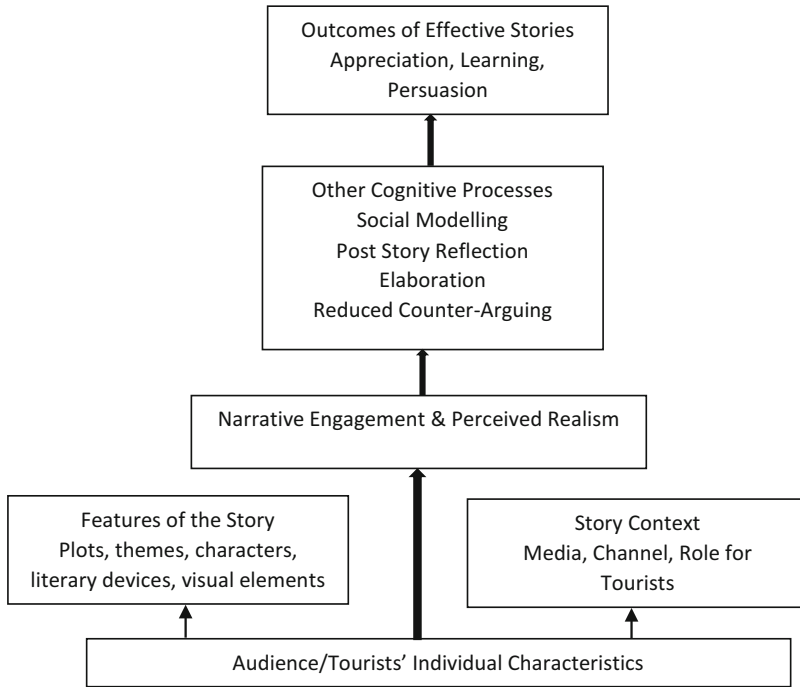 Outcomes of Effective Stories
Appreciation, Learning,
Persuasion
Other Cognitive Processes
Social Modelling
Post Story Reflection
Elaboration
Reduced Counter-Arguing
Narrative Engagement & Perceived Realism
Features of the Story
Plots, themes, characters,
literary devices, visual elements
Story Context
Media, Channel, Role for
Tourists
Audience/Tourists' Individual Characteristics